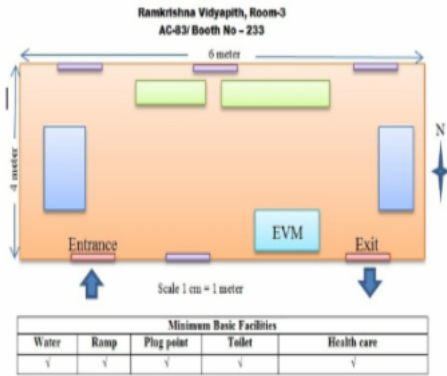 Ramkrishna Vidyapith, Room-3
AC-83/ Booth No – 233
6 meter
4 meter
N
EVM
Entrance
Exit
Scale 1 cm = 1 meter
Minimum Basic Facilities
Water Ramp Plug point Toilet Health care
√ √ √ √ √